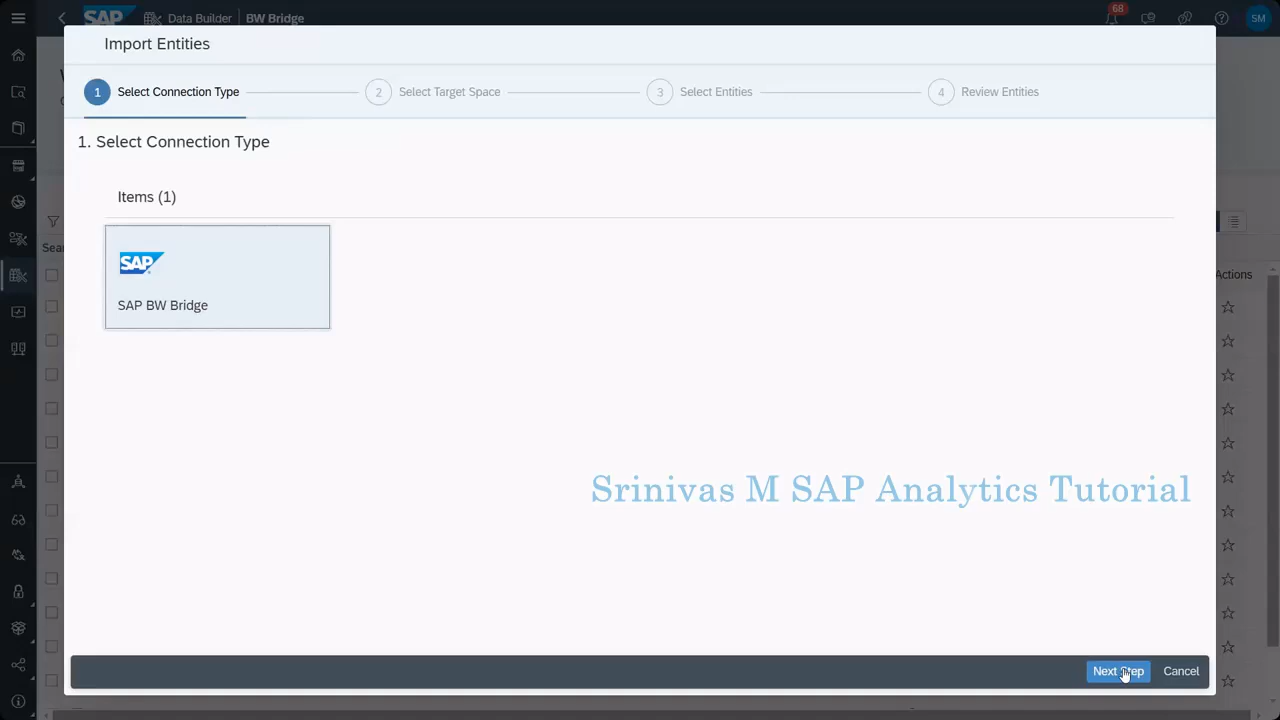 SAP Data Builder BW Bridge 68 SM
Import Entities
1 Select Connection Type 2 Select Target Space 3 Select Entities 4 Review Entities
1. Select Connection Type
Items (1)
Sear
Actions
SAP
SAP BW Bridge
Srinivas M SAP Analytics Tutorial
Next Step Cancel